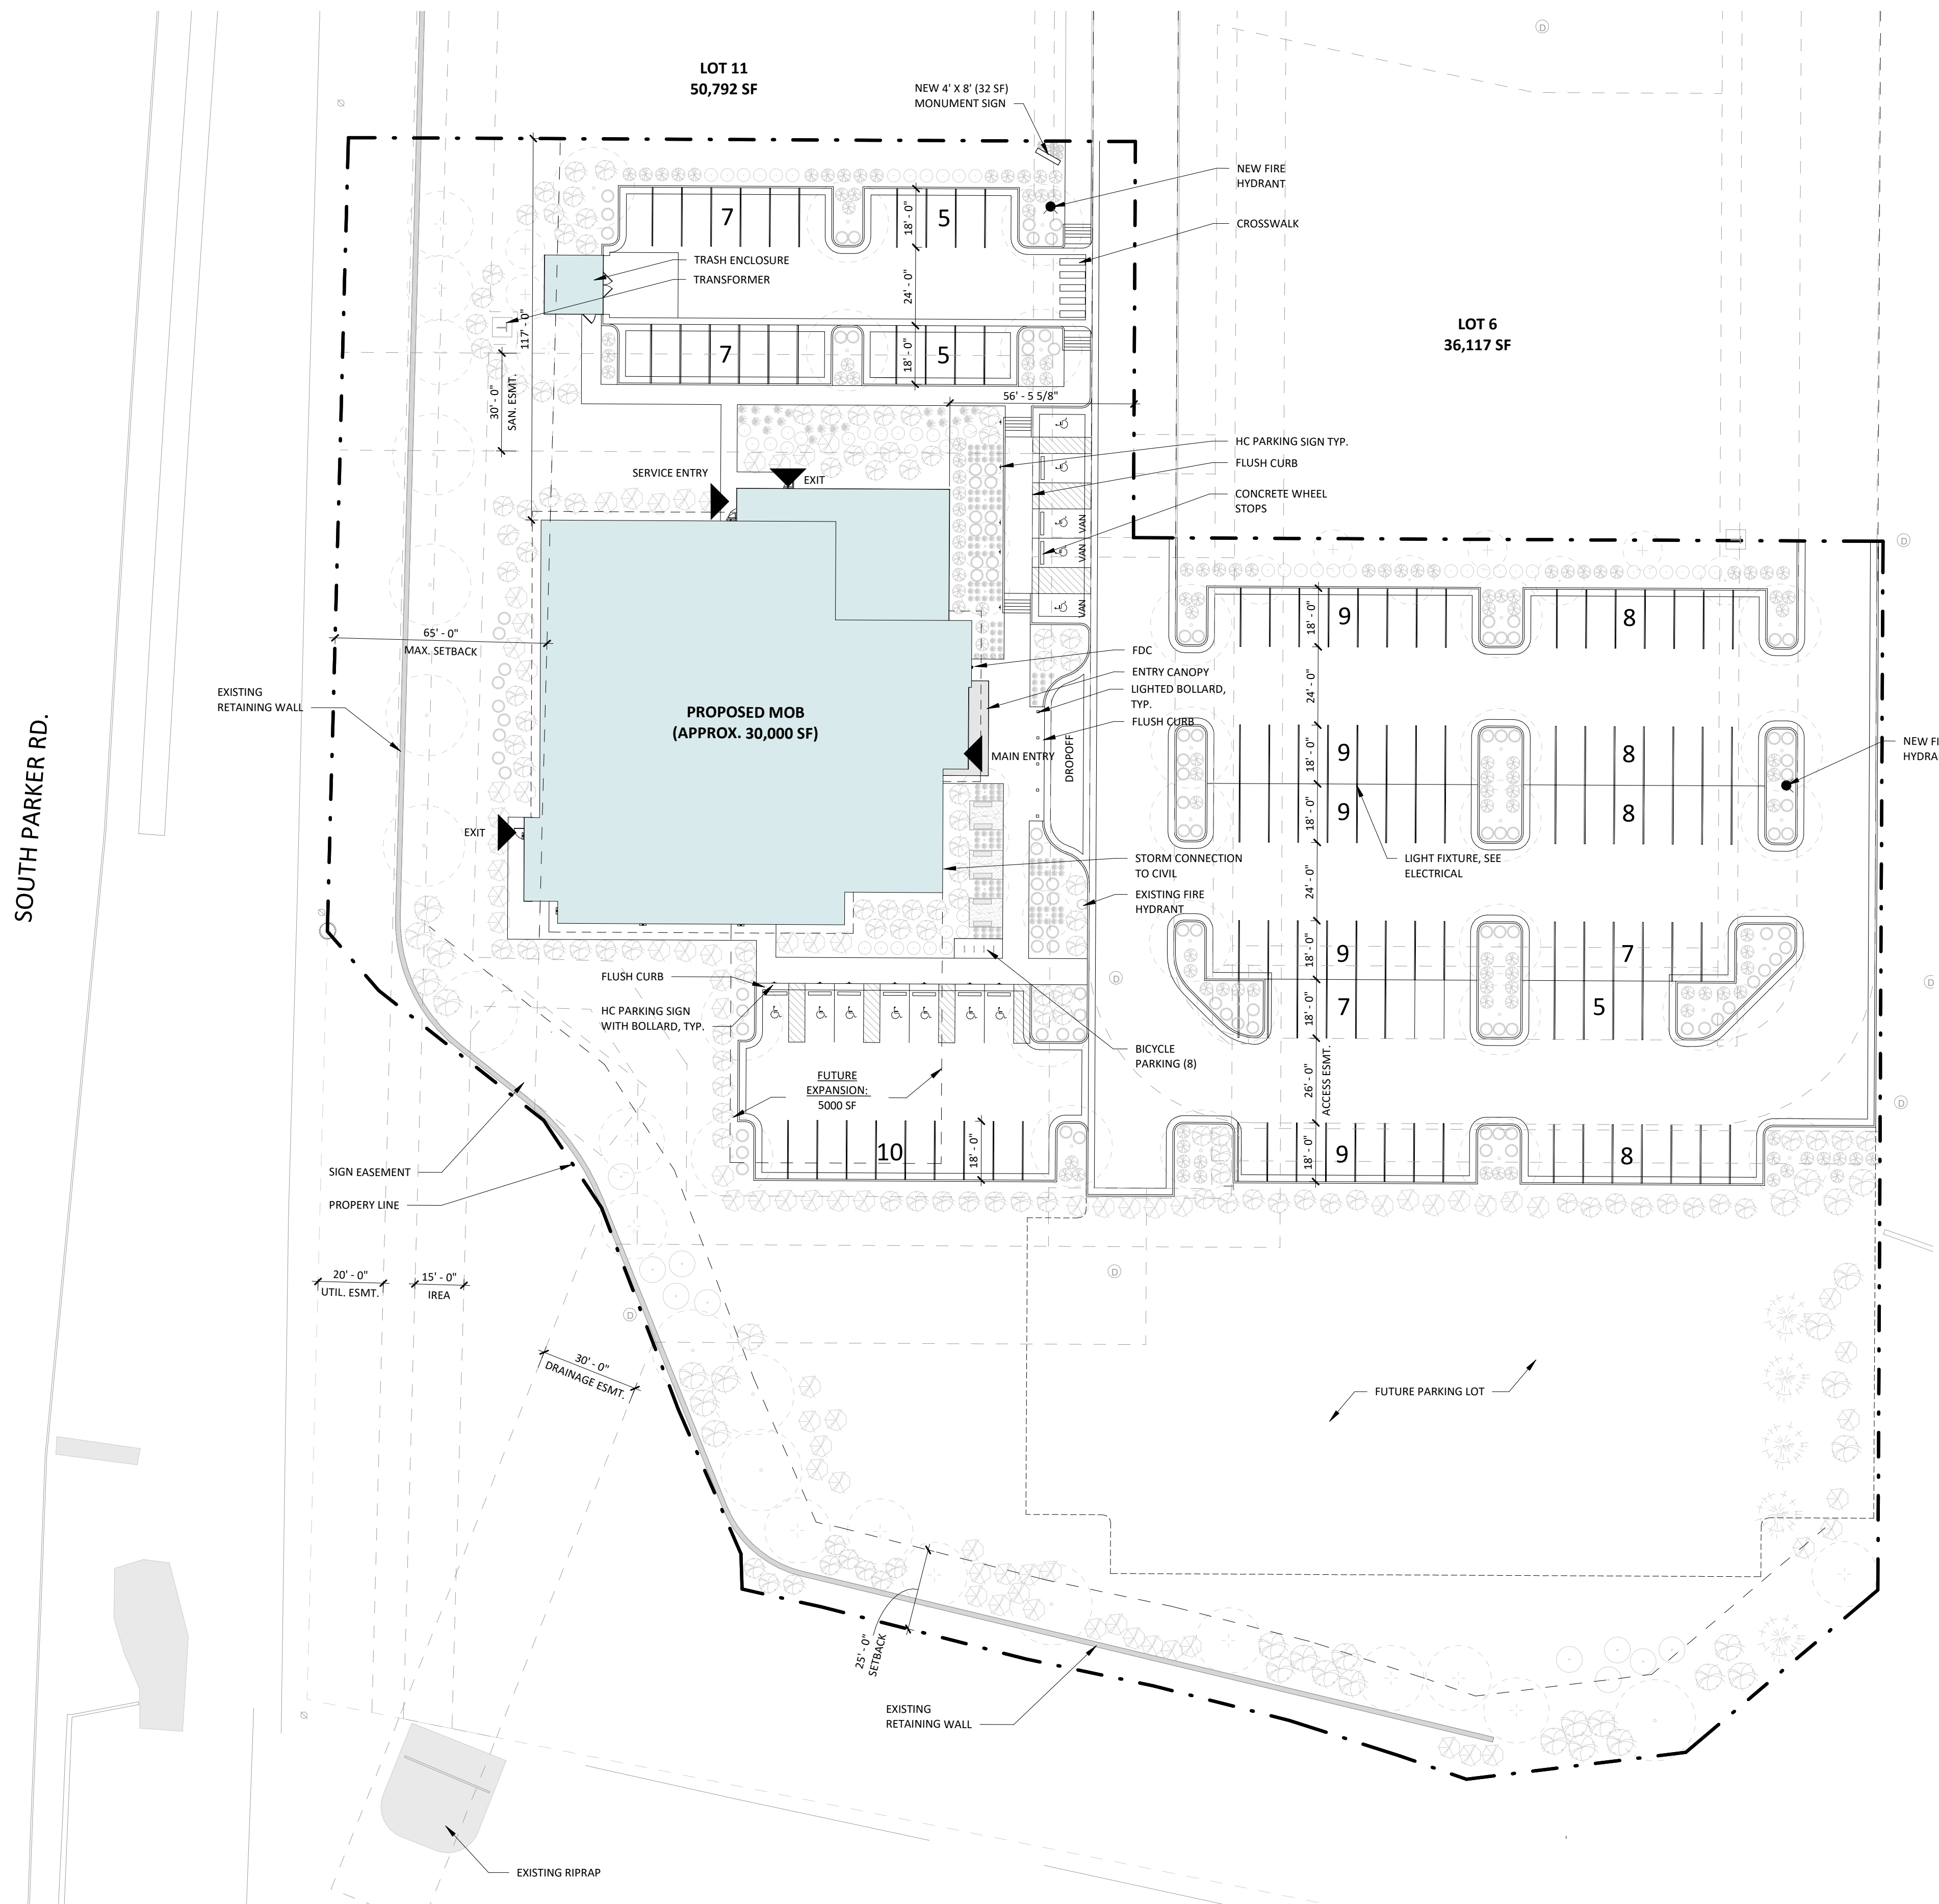 LOT 11
50,792 SF
NEW 4' X 8' (32 SF)
MONUMENT SIGN
D
NEW FIRE
HYDRANT
CROSSWALK
7
5
18' - 0"
TRASH ENCLOSURE
TRANSFORMER
24' - 0"
117' - 0"
7
5
18' - 0"
LOT 6
36,117 SF
30' - 0"
SAN. ESMT.
56' - 5 5/8"
HC PARKING SIGN TYP.
FLUSH CURB
CONCRETE WHEEL
STOPS
SERVICE ENTRY
EXIT
VAN
VAN
VAN
D
65' - 0"
MAX. SETBACK
9
18' - 0"
8
FDC
ENTRY CANOPY
LIGHTED BOLLARD,
TYP.
FLUSH CURB
24' - 0"
EXISTING
RETAINING WALL
PROPOSED MOB
(APPROX. 30,000 SF)
MAIN ENTRY
DROPOFF
SOUTH PARKER RD.
9
18' - 0"
8
NEW FI
HYDRA
9
18' - 0"
8
EXIT
STORM CONNECTION
TO CIVIL
LIGHT FIXTURE, SEE
ELECTRICAL
24' - 0"
EXISTING FIRE
HYDRANT
9
18' - 0"
7
FLUSH CURB
D
D
HC PARKING SIGN
WITH BOLLARD, TYP.
7
18' - 0"
5
BICYCLE
PARKING (8)
FUTURE
EXPANSION:
5000 SF
26' - 0"
ACCESS ESMT.
D
10
18' - 0"
9
18' - 0"
8
SIGN EASEMENT
PROPERY LINE
20' - 0"
UTIL. ESMT.
15' - 0"
IREA
D
D
30' - 0"
DRAINAGE ESMT.
FUTURE PARKING LOT
25' - 0"
SETBACK
EXISTING
RETAINING WALL
EXISTING RIPRAP